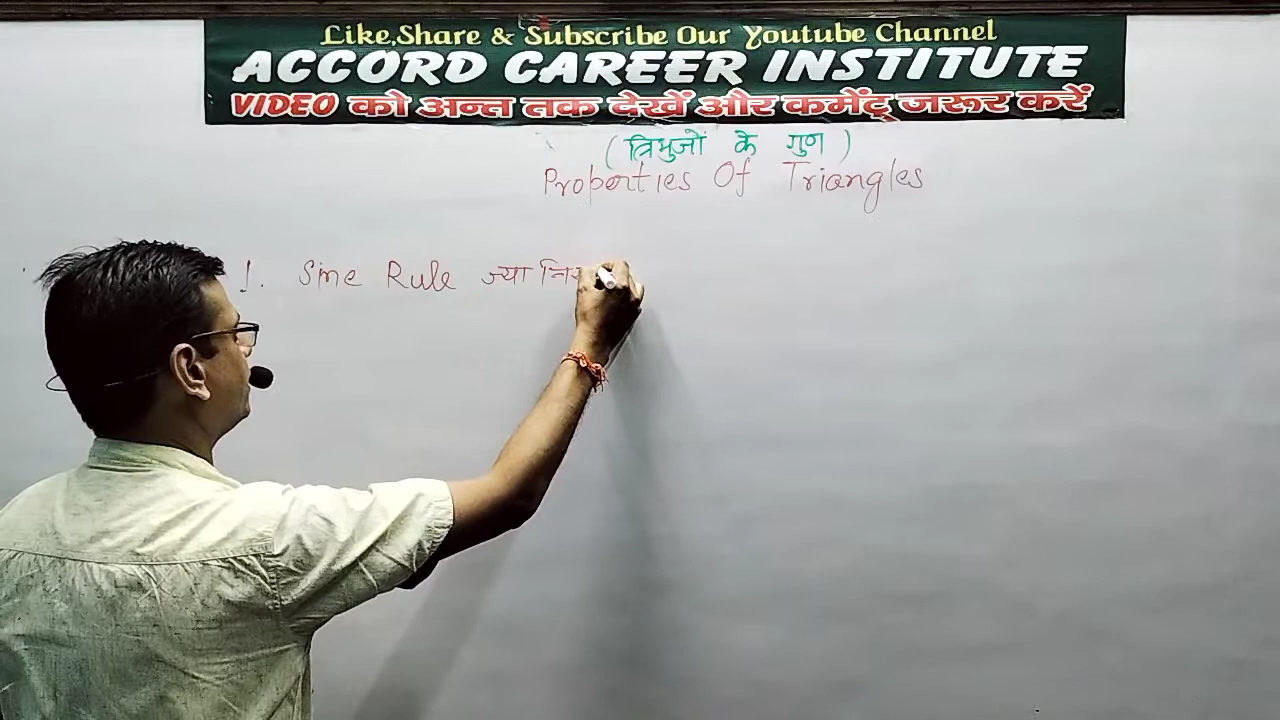 Like,Share & Subscribe Our Youtube Channel
ACCORD CAREER INSTITUTE
VIDEO को अन्त तक देखें और कमेंट् जरूर करें
(त्रिभुजों के गुण)
Properties Of Triangles
1. Sine Rule ज्या